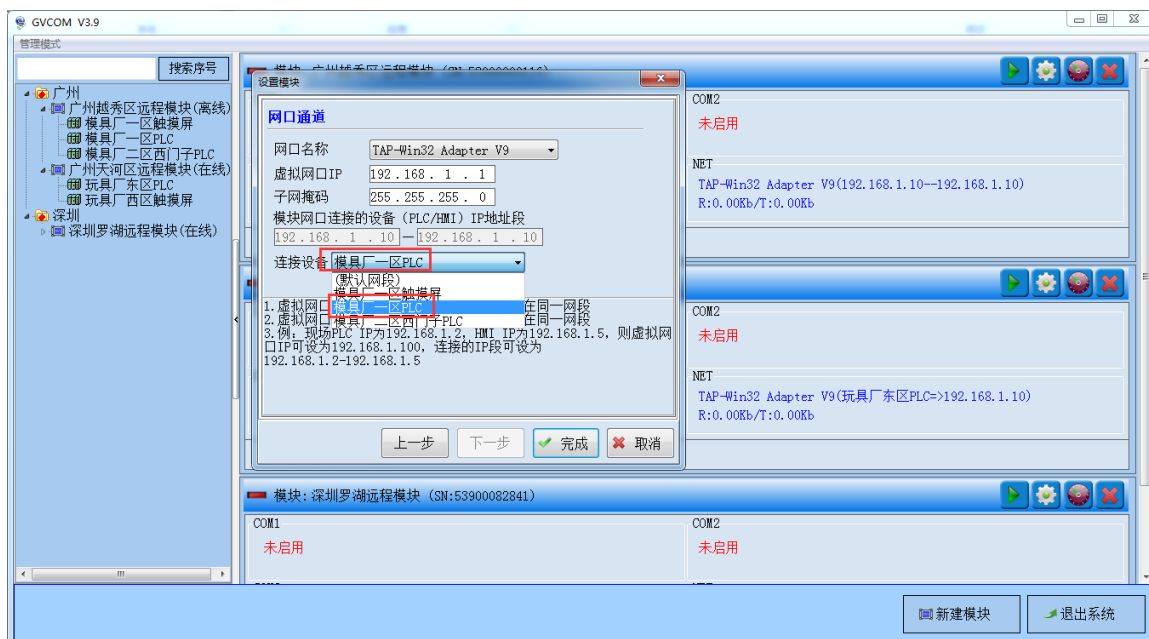 GVCOM V3.9
管理模式
搜索序号
广州
广州越秀区远程模块(离线)
模具厂一区触摸屏
模具厂一区PLC
模具厂二区西门子PLC
广州天河区远程模块(在线)
玩具厂东区PLC
玩具厂西区触摸屏
深圳
深圳罗湖远程模块(在线)
设置模块
网口通道
网口名称 TAP-Win32 Adapter V9
虚拟网口IP 192.168. 1 . 1
子网掩码 255.255.255. 0
模块网口连接的设备 (PLC/HMI) IP地址段
192.168. 1 . 10 — 192.168. 1 . 10
连接设备 模具厂一区PLC
(默认网段)
模具厂一区触摸屏
1.虚拟网口 模具厂一区PLC 在同一网段
2.虚拟网口 模具厂二区西门子PLC 在同一网段
3.例: 现场PLC IP为192.168.1.2, HMI IP为192.168.1.5, 则虚拟网
口IP可设为192.168.1.100, 连接的IP段可设为
192.168.1.2-192.168.1.5
上一步 下一步 完成 取消
COM2
未启用
NET
TAP-Win32 Adapter V9(192.168.1.10--192.168.1.10)
R:0.00Kb/T:0.00Kb
COM2
未启用
NET
TAP-Win32 Adapter V9(玩具厂东区PLC=>192.168.1.10)
R:0.00Kb/T:0.00Kb
模块: 深圳罗湖远程模块 (SN:53900082841)
COM1 COM2
未启用 未启用
新建模块 退出系统